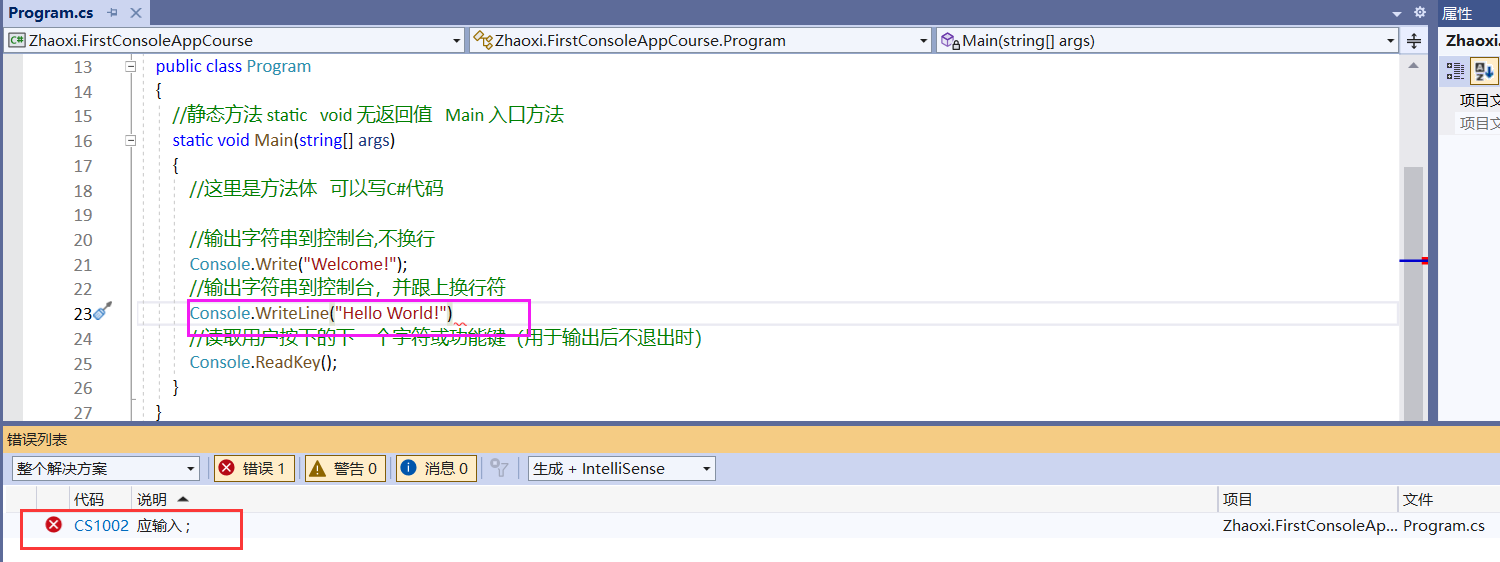 Program.cs
属性
C# Zhaoxi.FirstConsoleAppCourse
Zhaoxi.FirstConsoleAppCourse.Program
Main(string[] args)
Zhaoxi.
13 public class Program
14 {
15 //静态方法 static void 无返回值 Main 入口方法
16 static void Main(string[] args)
17 {
18 //这里是方法体 可以写C#代码
19
20 //输出字符串到控制台,不换行
21 Console.Write("Welcome!");
22 //输出字符串到控制台，并跟上换行符
23 Console.WriteLine("Hello World!")
24 //读取用户按下的下一个字符或功能键（用于输出后不退出时）
25 Console.ReadKey();
26 }
27 }
项目文
项目文
错误列表
整个解决方案
错误 1
警告 0
消息 0
生成 + IntelliSense
代码 说明 项目 文件
CS1002 应输入 ; Zhaoxi.FirstConsoleAp... Program.cs